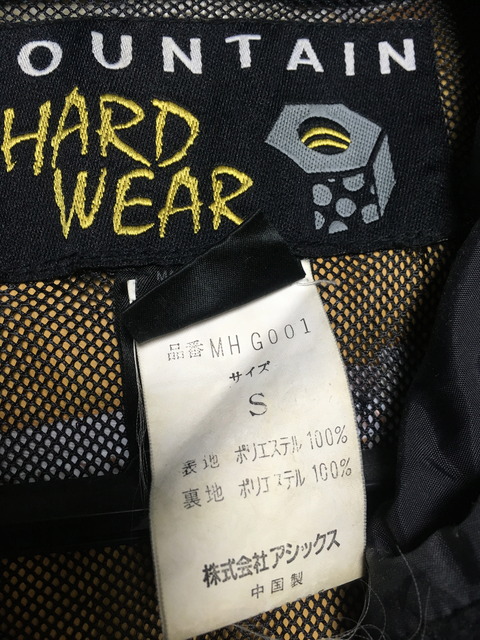 OUNTAIN
HARD
WEAR
品番 MH G001
サイズ
S
表地 ポリエステル 100%
裏地 ポリエステル 100%
株式会社アシックス
中国製